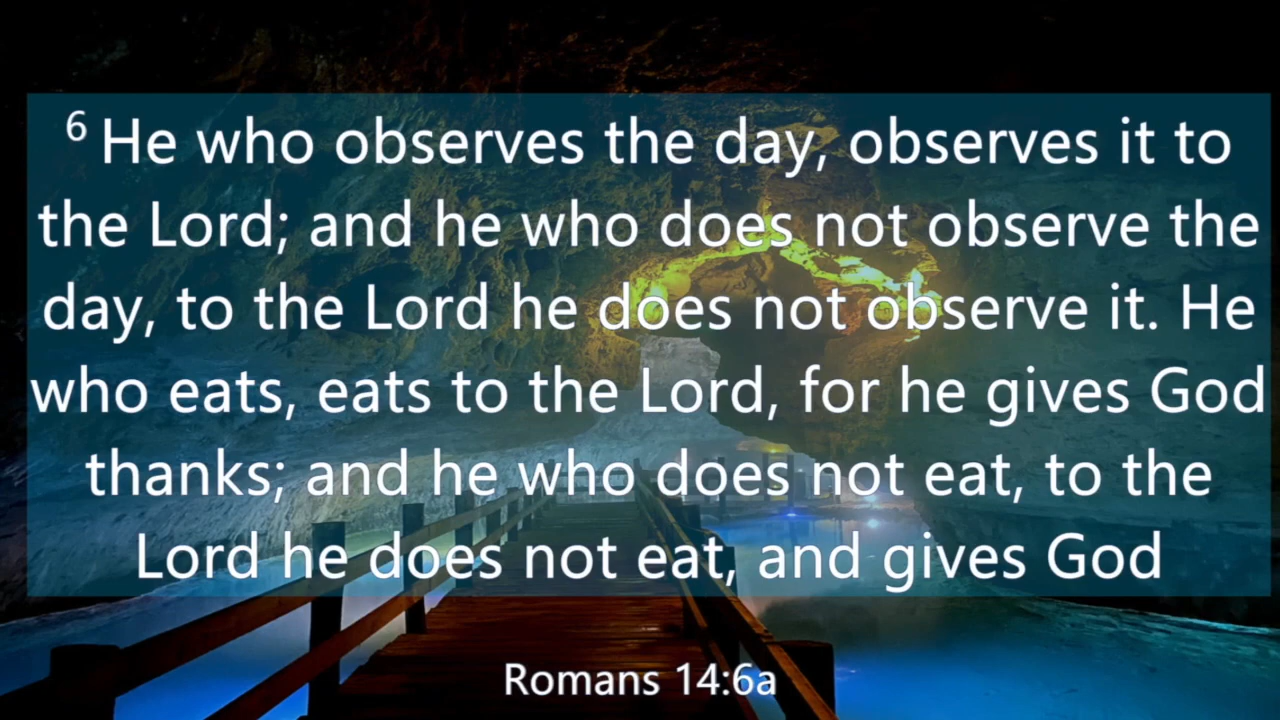 6 He who observes the day, observes it to
the Lord; and he who does not observe the
day, to the Lord he does not observe it. He
who eats, eats to the Lord, for he gives God
thanks; and he who does not eat, to the
Lord he does not eat, and gives God
Romans 14:6a